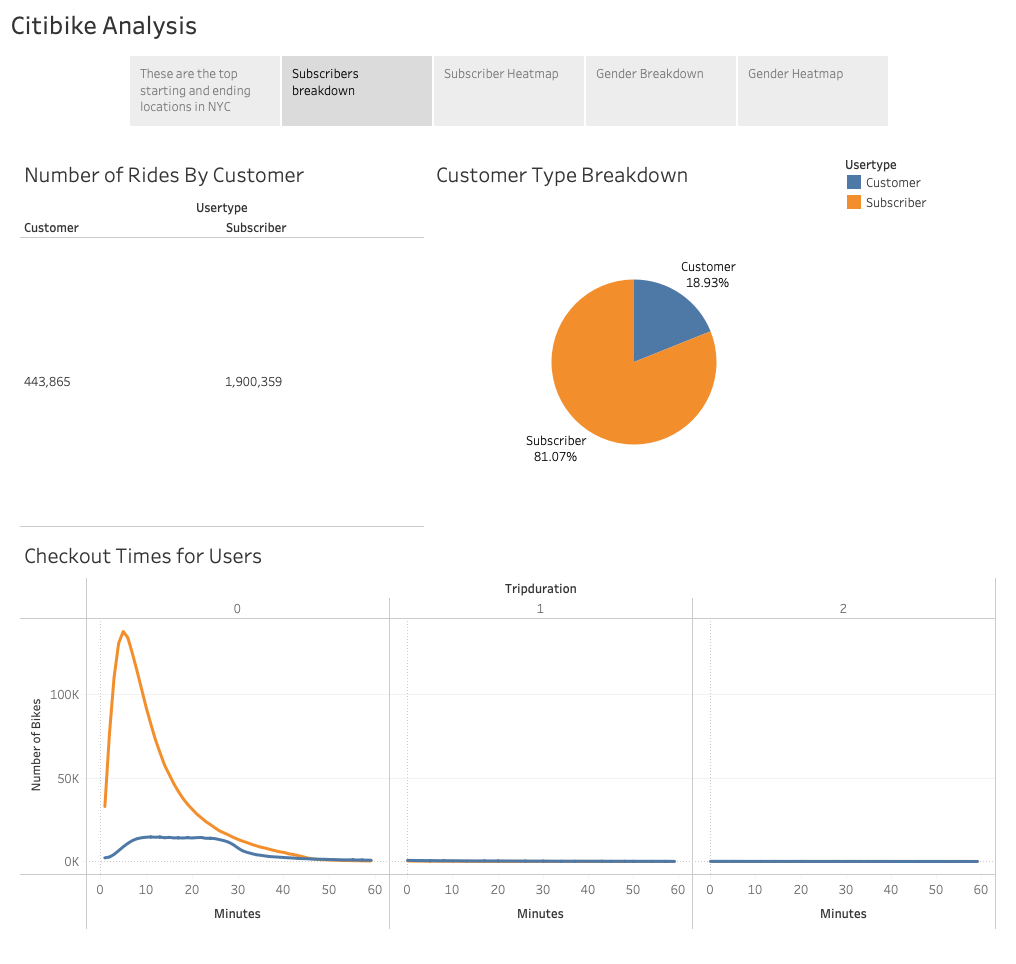 Citibike Analysis
These are the top
starting and ending
locations in NYC
Subscribers
breakdown
Subscriber Heatmap
Gender Breakdown
Gender Heatmap
Number of Rides By Customer
Usertype
Customer Subscriber
443,865 1,900,359
Customer Type Breakdown
Usertype
Customer
Subscriber
Customer
18.93%
Subscriber
81.07%
Checkout Times for Users
Tripduration
0 1 2
Number of Bikes
100K
50K
0K
0 10 20 30 40 50 60 0 10 20 30 40 50 60 0 10 20 30 40 50 60
Minutes Minutes Minutes